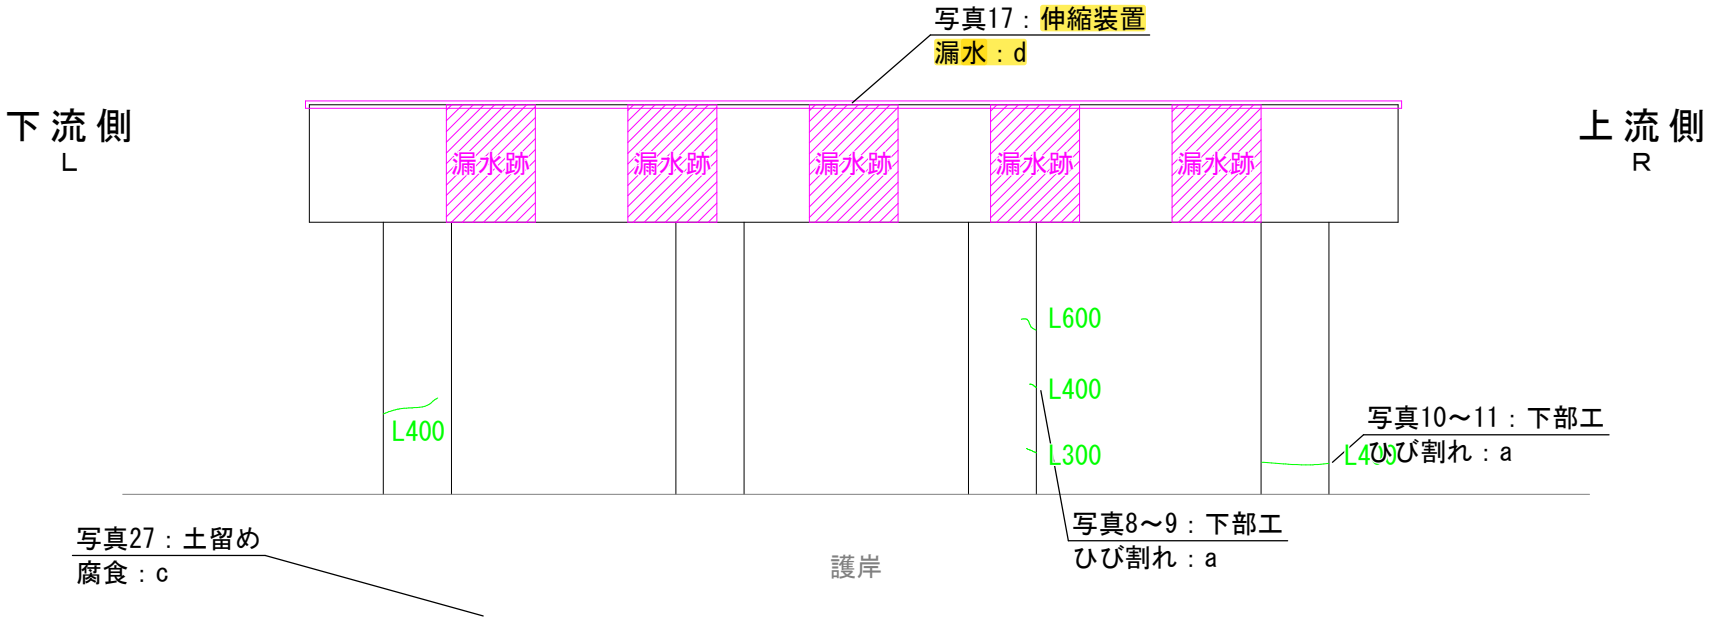 写真17：伸縮装置
漏水：d
下流側
L
上流側
R
漏水跡
漏水跡
漏水跡
漏水跡
漏水跡
L600
L400
L400
L300
写真10～11：下部工
ひび割れ：a
L400
写真8～9：下部工
ひび割れ：a
写真27：土留め
腐食：c
護岸